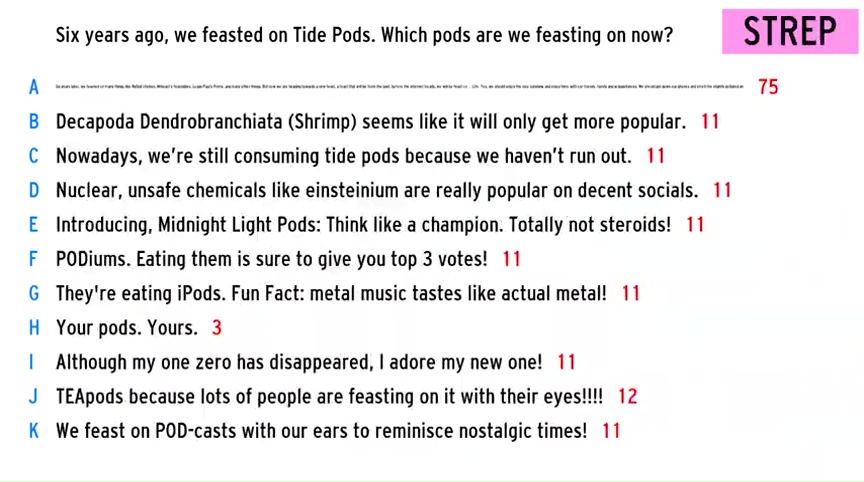 Six years ago, we feasted on Tide Pods. Which pods are we feasting on now?
STREP
A 75
B Decapoda Dendrobranchiata (Shrimp) seems like it will only get more popular. 11
C Nowadays, we're still consuming tide pods because we haven't run out. 11
D Nuclear, unsafe chemicals like einsteinium are really popular on decent socials. 11
E Introducing, Midnight Light Pods: Think like a champion. Totally not steroids! 11
F PODiums. Eating them is sure to give you top 3 votes! 11
G They're eating iPods. Fun Fact: metal music tastes like actual metal! 11
H Your pods. Yours. 3
I Although my one zero has disappeared, I adore my new one! 11
J TEApods because lots of people are feasting on it with their eyes!!!! 12
K We feast on POD-casts with our ears to reminisce nostalgic times! 11